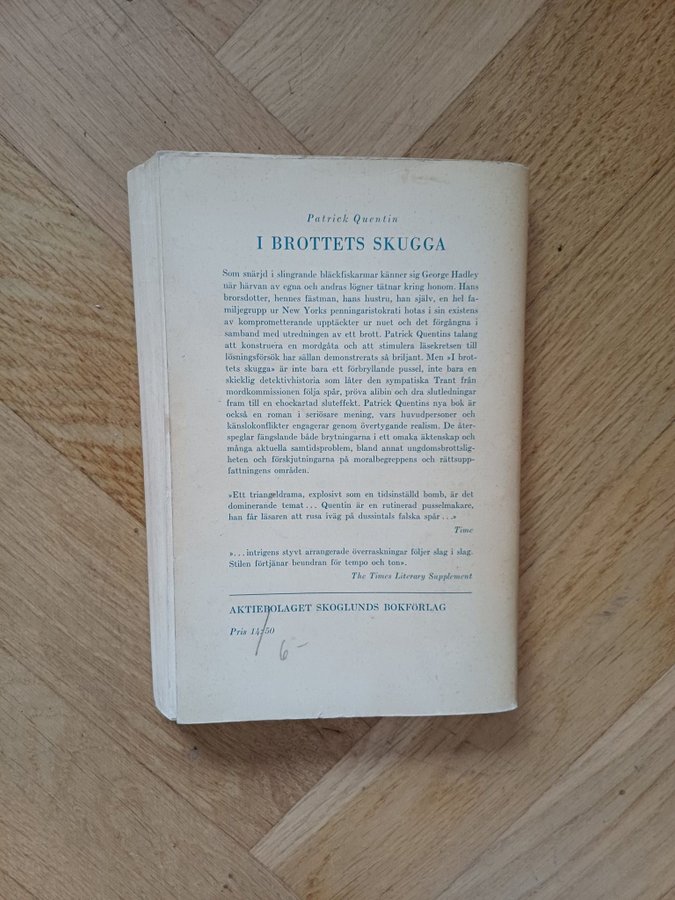 Patrick Quentin
I BROTTETS SKUGGA
Som snärjd i slingrande bläckfiskarmar känner sig George Hadley
när härvan av egna och andras lögner tätnar kring honom. Hans
brorsdotter, hennes fästman, hans hustru, han själv, en hel fa-
miljegrupp ur New Yorks penningaristokrati hotas i sin existens
av komprometterande upptäckter ur nuet och det förgångna i
samband med utredningen av ett brott. Patrick Quentins talang
att konstruera en mordgåta och att stimulera läsekretsen till
lösningsförsök har sällan demonstrerats så briljant. Men »I brot-
tets skugga» är inte bara ett förbryllande pussel, inte bara en
skicklig detektivhistoria som låter den sympatiska Trant från
mordkommissionen följa spår, pröva alibin och dra slutledningar
fram till en chockartad sluteffekt. Patrick Quentins nya bok är
också en roman i seriösare mening, vars huvudpersoner och
känslokonflikter engagerar genom övertygande realism. De åter-
speglar fängslande både brytningarna i ett omaka äktenskap och
många aktuella samtidsproblem, bland annat ungdomsbrottslig-
heten och förskjutningarna på moralbegreppens och rättsupp-
fattningens områden.
»Ett triangeldrama, explosivt som en tidsinställd bomb, är det
dominerande temat... Quentin är en rutinerad pusselmakare,
han får läsaren att rusa iväg på dussintals falska spår...»
Time
»...intrigens styvt arrangerade överraskningar följer slag i slag.
Stilen förtjänar beundran för tempo och ton».
The Times Literary Supplement
AKTIEBOLAGET SKOGLUNDS BOKFÖRLAG
Pris 14:50
6-